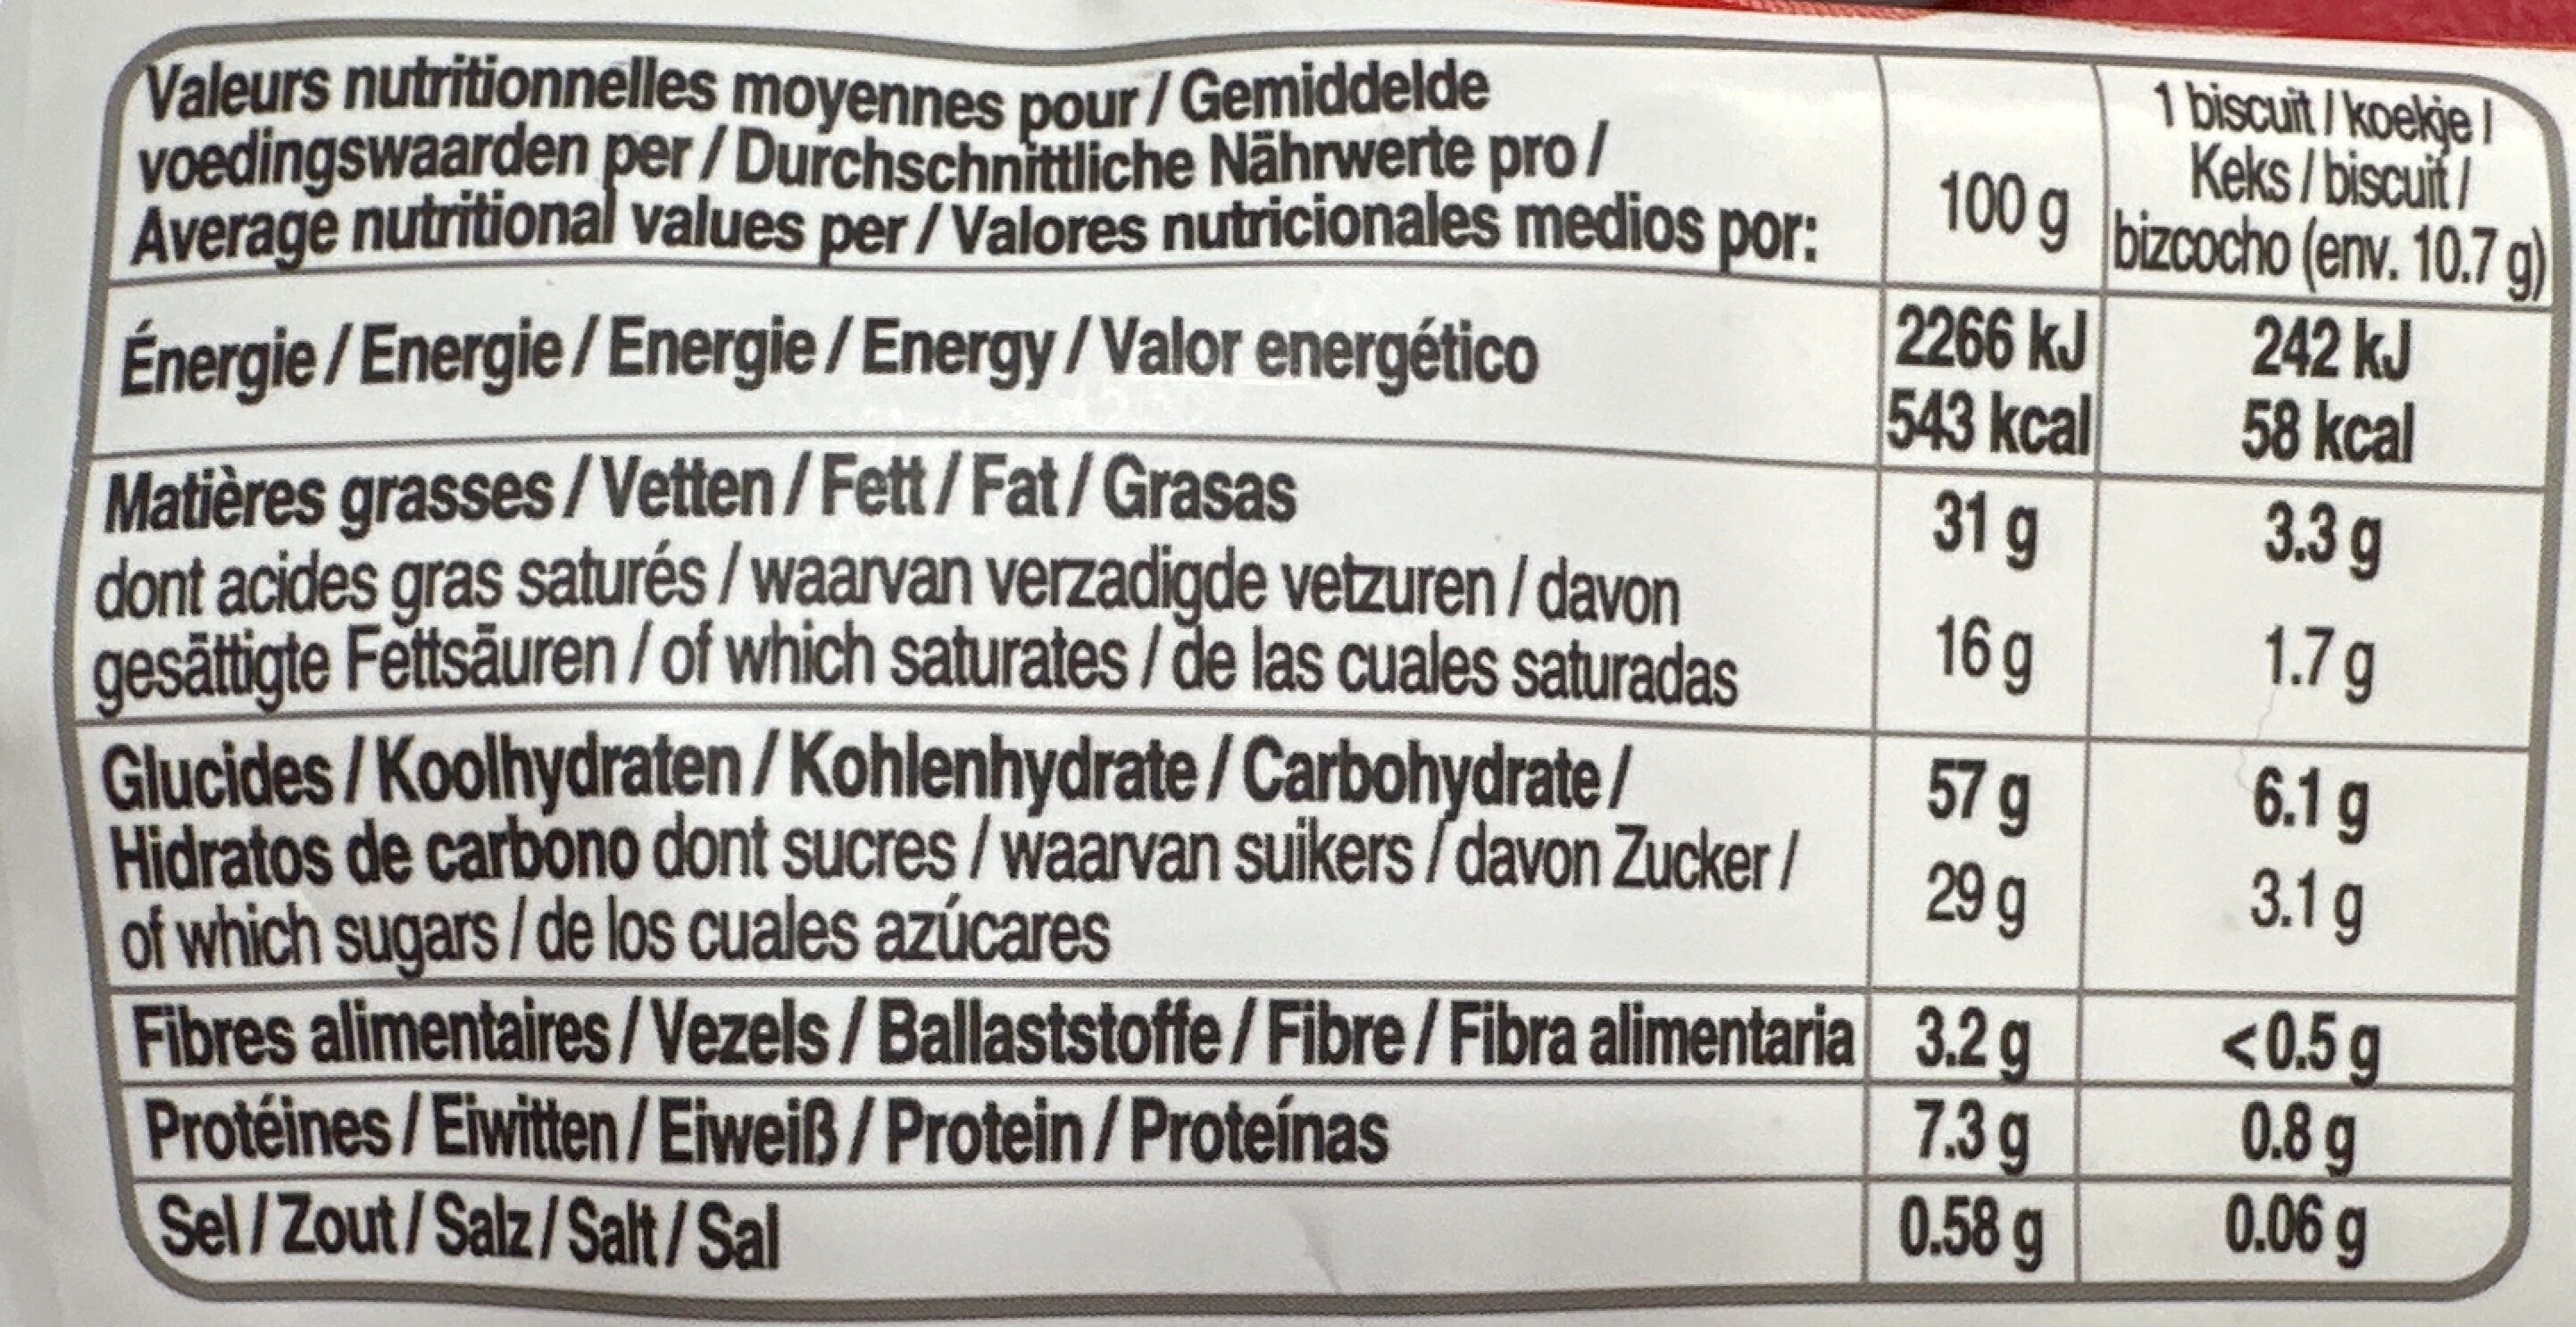 Valeurs nutritionnelles moyennes pour / Gemiddelde
voedingswaarden per / Durchschnittliche Nährwerte pro /
Average nutritional values per / Valores nutricionales medios por:
100 g
1 biscuit / koekje /
Keks / biscuit /
bizcocho (env. 10.7 g)
Énergie / Energie / Energie / Energy / Valor energético
2266 kJ
242 kJ
543 kcal
58 kcal
Matières grasses / Vetten / Fett / Fat / Grasas
31 g
3.3 g
dont acides gras saturés / waarvan verzadigde vetzuren / davon
gesättigte Fettsäuren / of which saturates / de las cuales saturadas
16 g
1.7 g
Glucides / Koolhydraten / Kohlenhydrate / Carbohydrate /
57 g
6.1 g
Hidratos de carbono dont sucres / waarvan suikers / davon Zucker /
29 g
3.1 g
of which sugars / de los cuales azúcares
Fibres alimentaires / Vezels / Ballaststoffe / Fibre / Fibra alimentaria
3.2 g
<0.5 g
Protéines / Eiwitten / Eiweiß / Protein / Proteínas
7.3 g
0.8 g
Sel / Zout / Salz / Salt / Sal
0.58 g
0.06 g